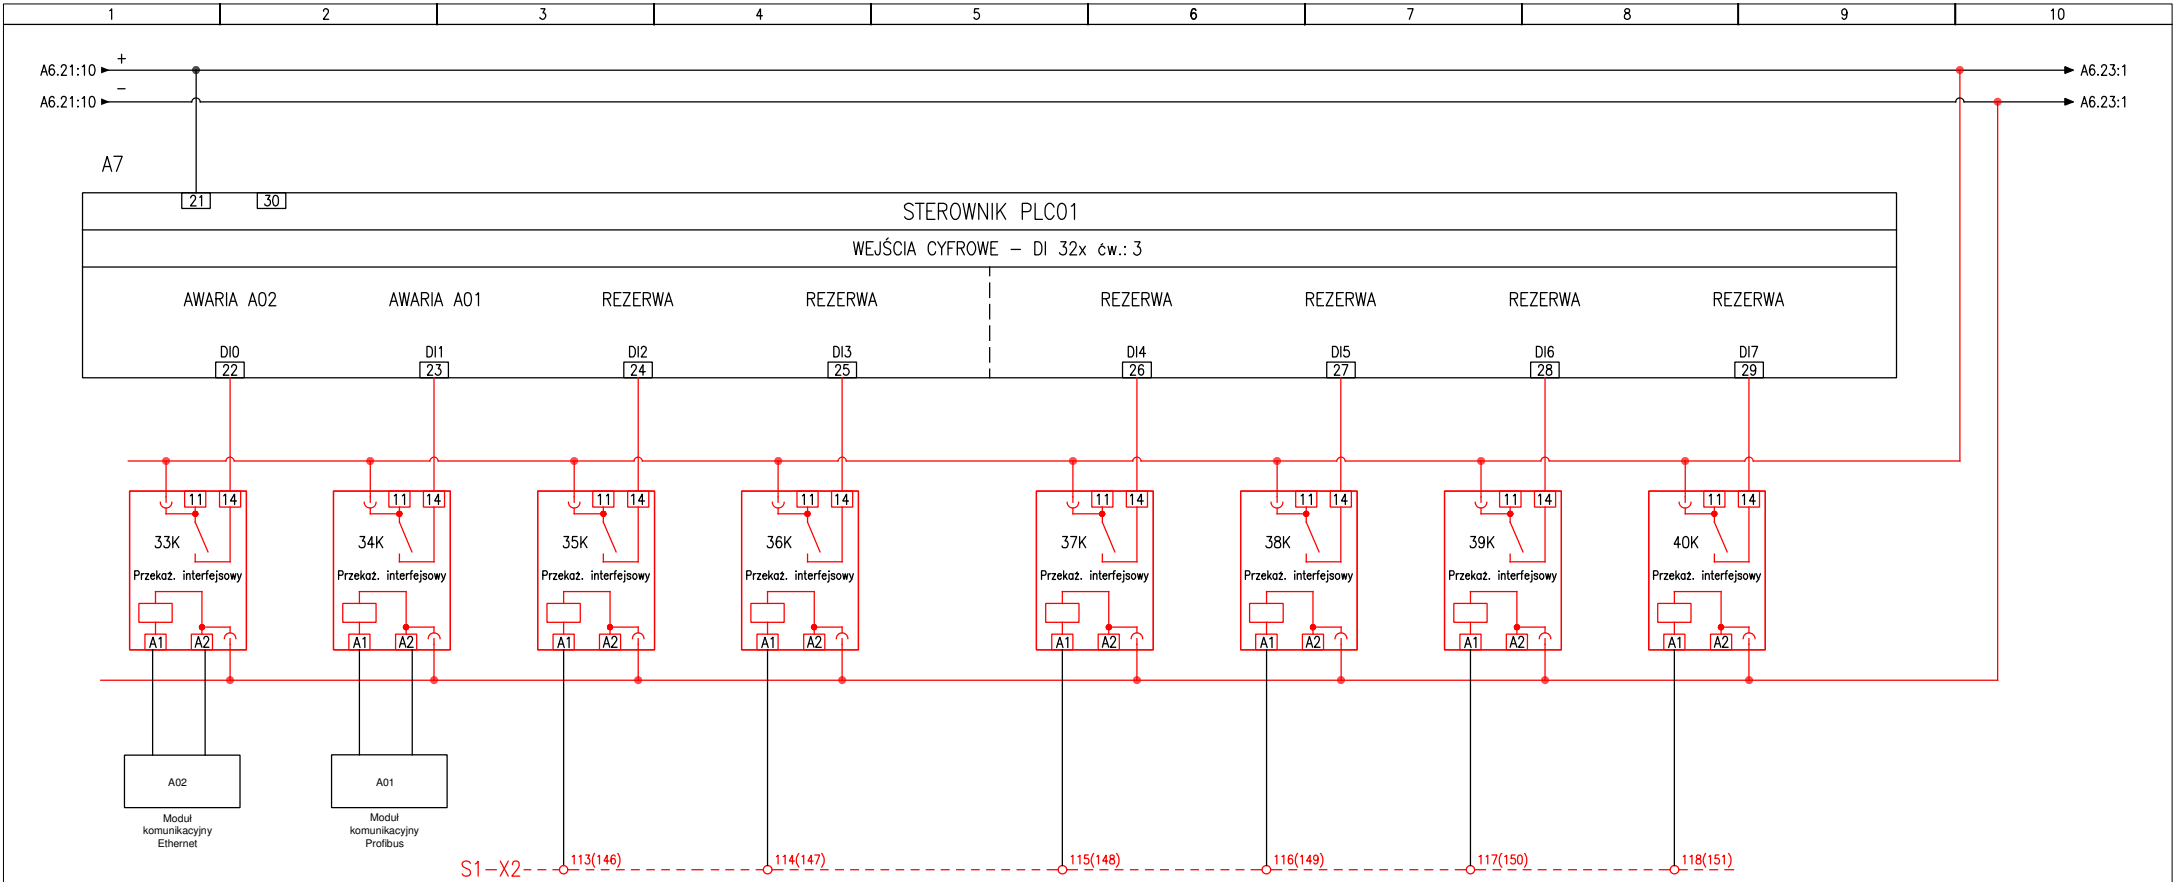 1 2 3 4 5 6 7 8 9 10
A6.21:10 + A6.23:1
A6.21:10 − A6.23:1
A7
21 30
STEROWNIK PLC01
WEJŚCIA CYFROWE − DI 32x ćw.: 3
AWARIA A02 AWARIA A01 REZERWA REZERWA REZERWA REZERWA REZERWA REZERWA
DI0 DI1 DI2 DI3 DI4 DI5 DI6 DI7
22 23 24 25 26 27 28 29
11 14 11 14 11 14 11 14 11 14 11 14 11 14 11 14
33K 34K 35K 36K 37K 38K 39K 40K
Przekaź. interfejsowy Przekaź. interfejsowy Przekaź. interfejsowy Przekaź. interfejsowy Przekaź. interfejsowy Przekaź. interfejsowy Przekaź. interfejsowy Przekaź. interfejsowy
A1 A2 A1 A2 A1 A2 A1 A2 A1 A2 A1 A2 A1 A2 A1 A2
A02 A01
Moduł
komunikacyjny
Ethernet
Moduł
komunikacyjny
Profibus
S1−X2 113(146) 114(147) 115(148) 116(149) 117(150) 118(151)